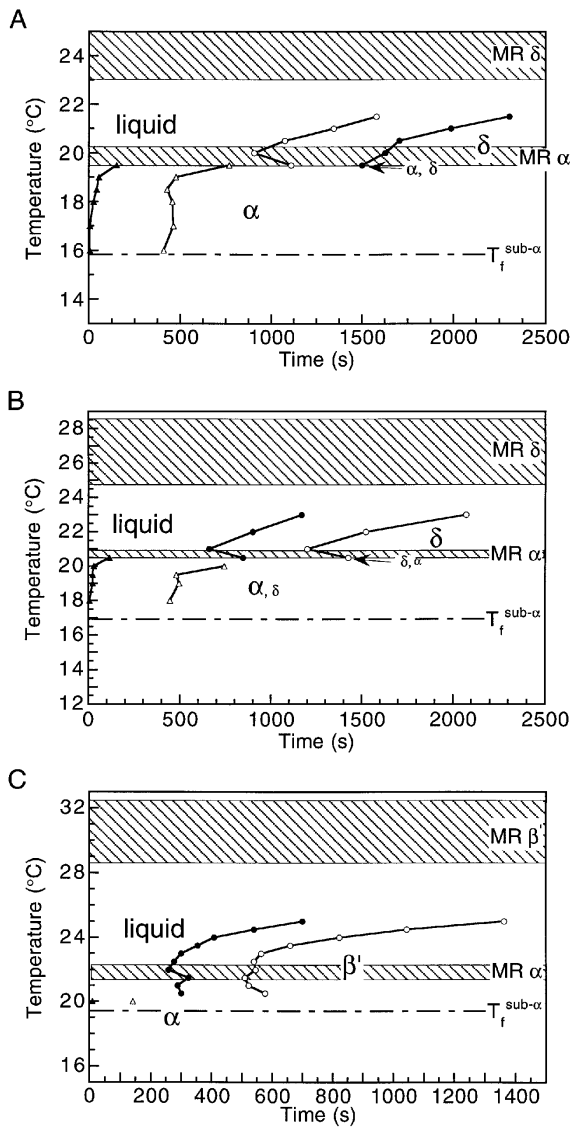 A
24
22
20
18
16
14
Temperature (°C)
liquid
MR δ
δ
MR α
α, δ
α
T_f^sub-α
0
500
1000
1500
2000
2500
Time (s)
B
28
26
24
22
20
18
16
14
12
Temperature (°C)
liquid
MR δ
δ
MR α
δ, α
α, δ
T_f^sub-α
0
500
1000
1500
2000
2500
Time (s)
C
32
28
24
20
16
Temperature (°C)
liquid
MR β'
β'
MR α
α
T_f^sub-α
0
200
400
600
800
1000
1200
1400
Time (s)